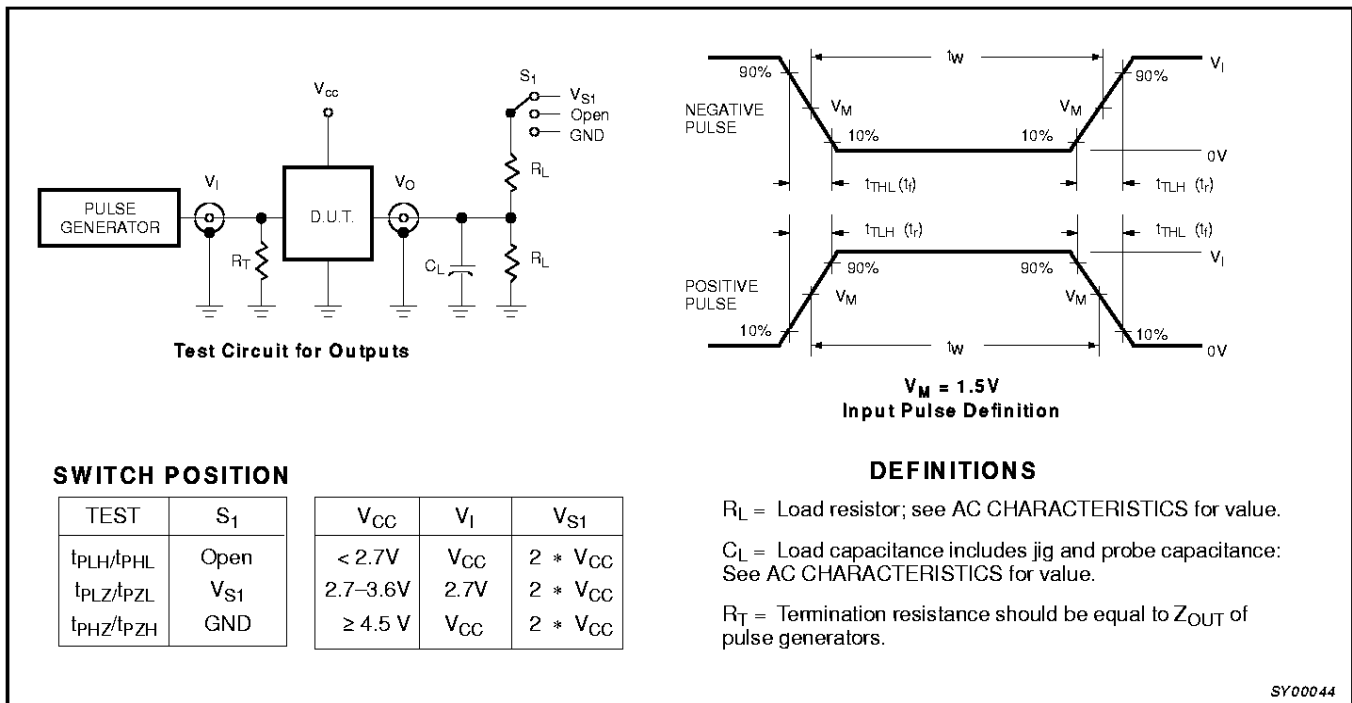 S1
VS1
Open
GND
Vcc
RL
VI
VO
PULSE
GENERATOR
D.U.T.
RT
CL
RL
Test Circuit for Outputs
tW
90%
90%
VI
NEGATIVE
PULSE
VM
VM
10%
10%
0V
tTHL (tf)
tTLH (tr)
tTLH (tr)
tTHL (tf)
VI
90%
90%
POSITIVE
PULSE
VM
VM
10%
10%
tW
0V
VM = 1.5V
Input Pulse Definition
SWITCH POSITION
TEST S1
tPLH/tPHL Open
tPLZ/tPZL VS1
tPHZ/tPZH GND
VCC VI VS1
< 2.7V VCC 2 * VCC
2.7–3.6V 2.7V 2 * VCC
≥ 4.5 V VCC 2 * VCC
DEFINITIONS
RL = Load resistor; see AC CHARACTERISTICS for value.
CL = Load capacitance includes jig and probe capacitance:
See AC CHARACTERISTICS for value.
RT = Termination resistance should be equal to ZOUT of
pulse generators.
SY00044